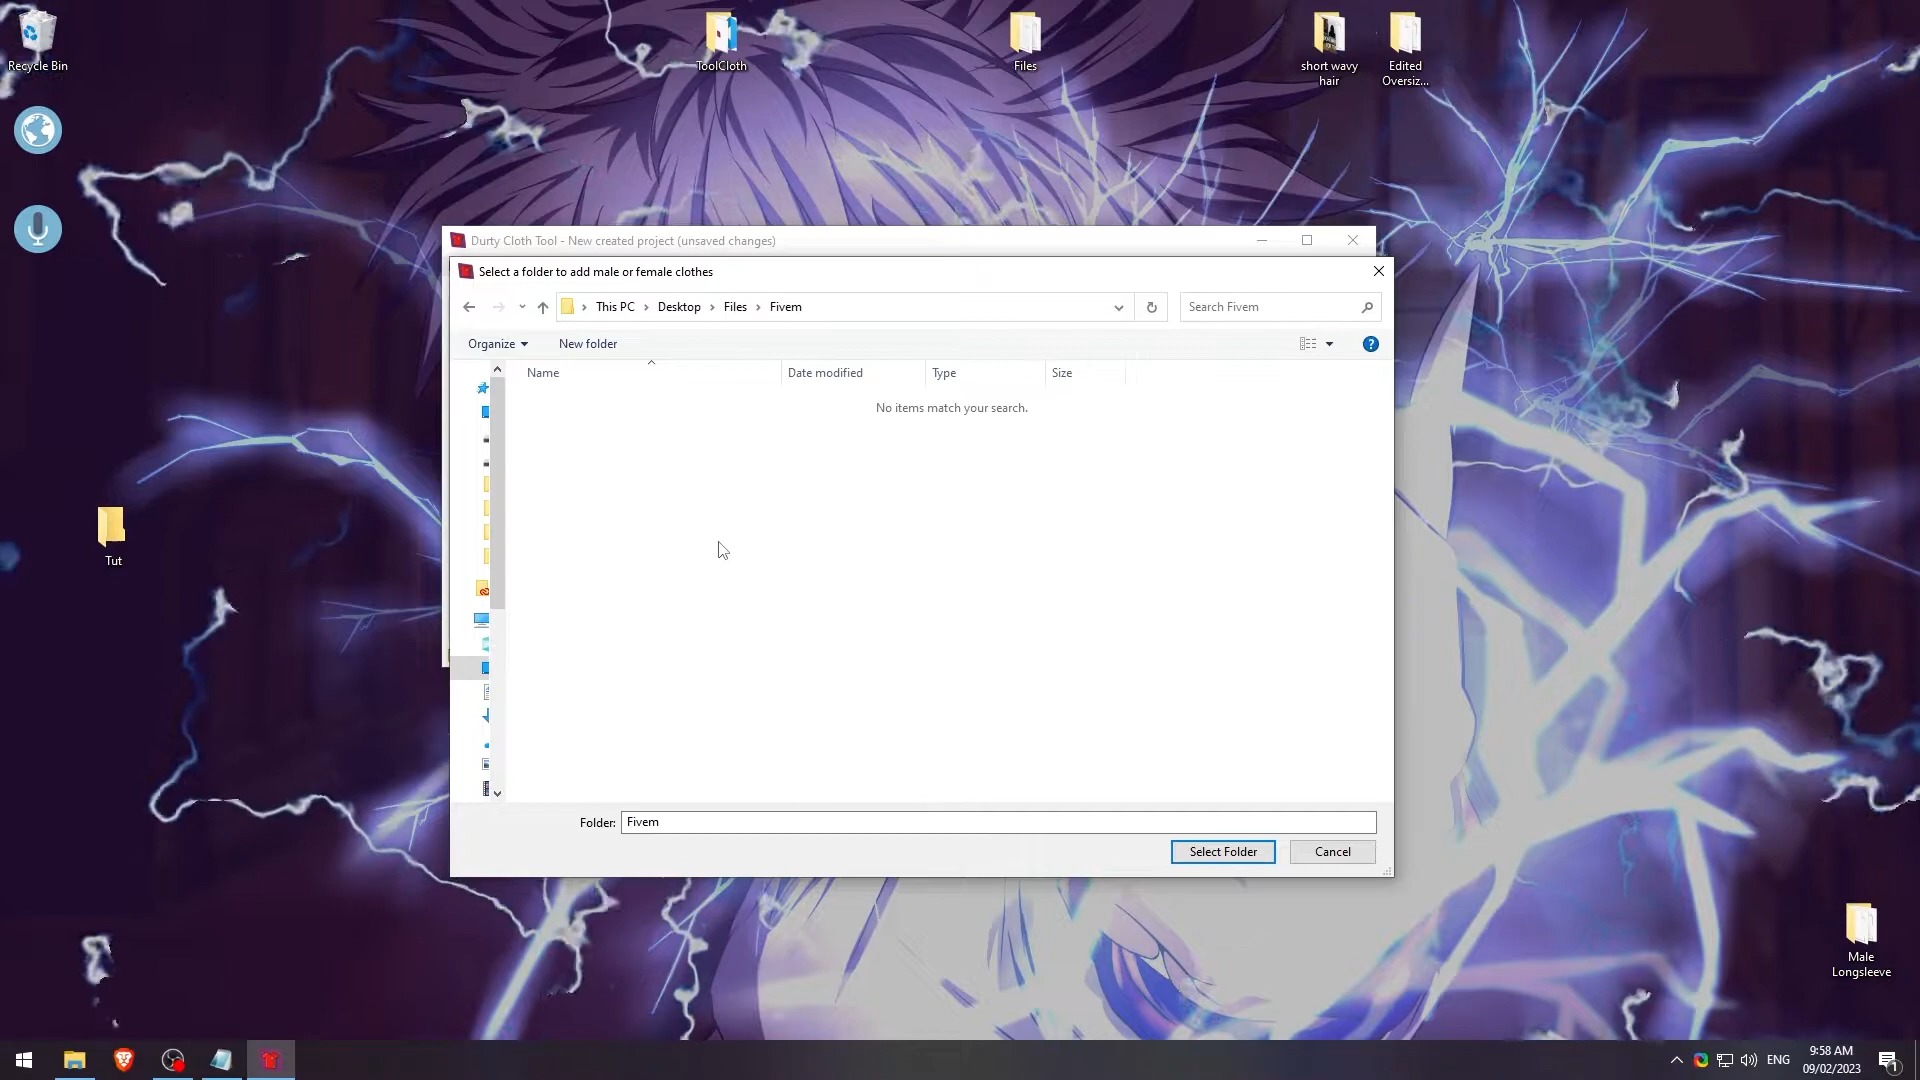 Recycle Bin
ToolCloth
Files
short wavy
hair
Edited
Oversiz...
Durty Cloth Tool - New created project (unsaved changes)
Select a folder to add male or female clothes
This PC
Desktop
Files
Fivem
Search Fivem
Organize
New folder
Name
Date modified
Type
Size
No items match your search.
Tut
Folder:
Fivem
Select Folder
Cancel
Male
Longsleeve
ENG
9:58 AM
09/02/2023
1